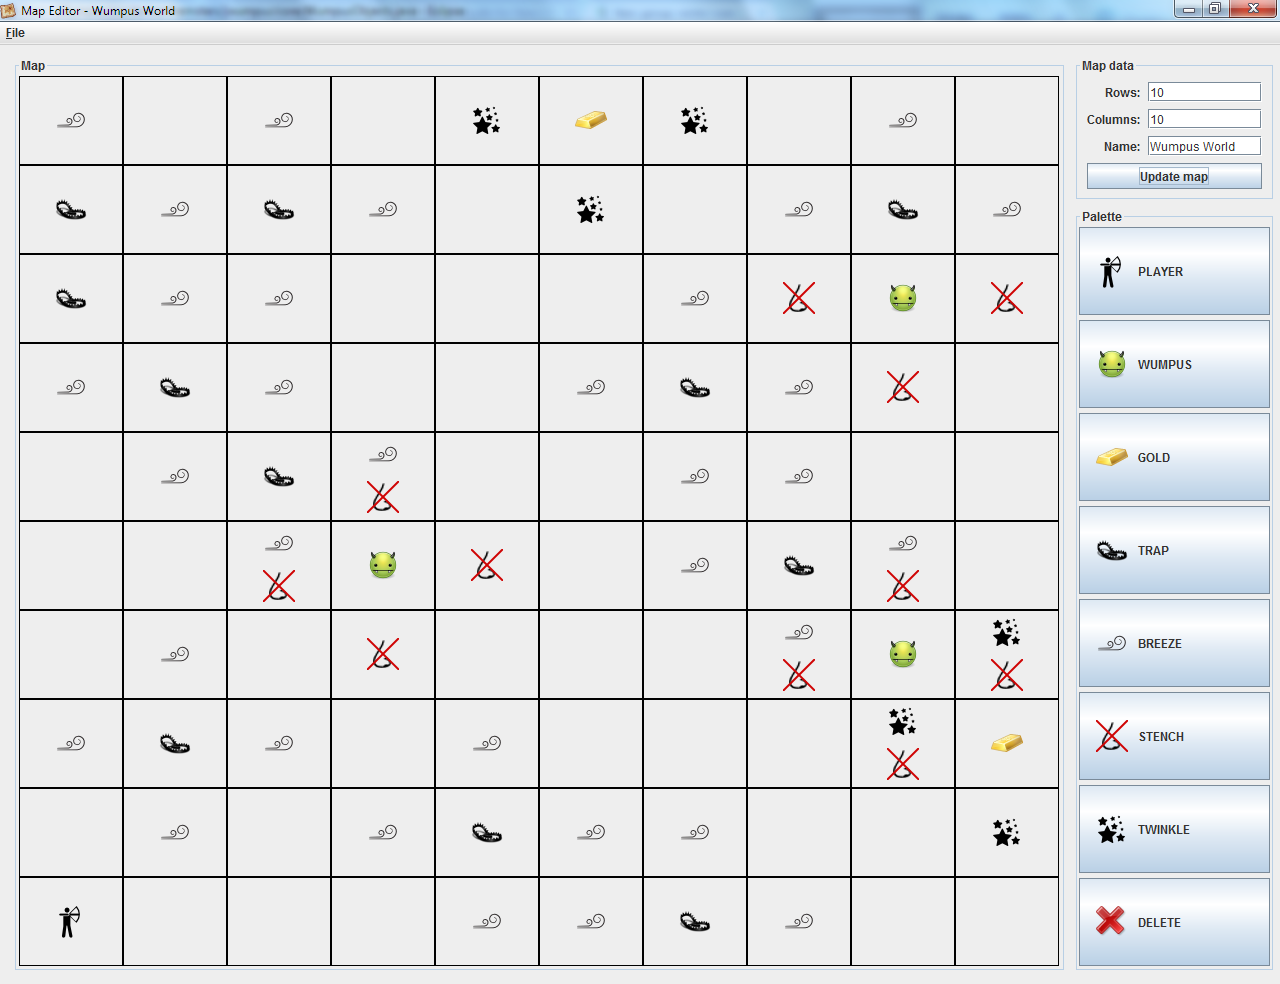 Map Editor - Wumpus World
File
Map
Map data
Rows: 10
Columns: 10
Name: Wumpus World
Update map
Palette
PLAYER
WUMPUS
GOLD
TRAP
BREEZE
STENCH
TWINKLE
DELETE